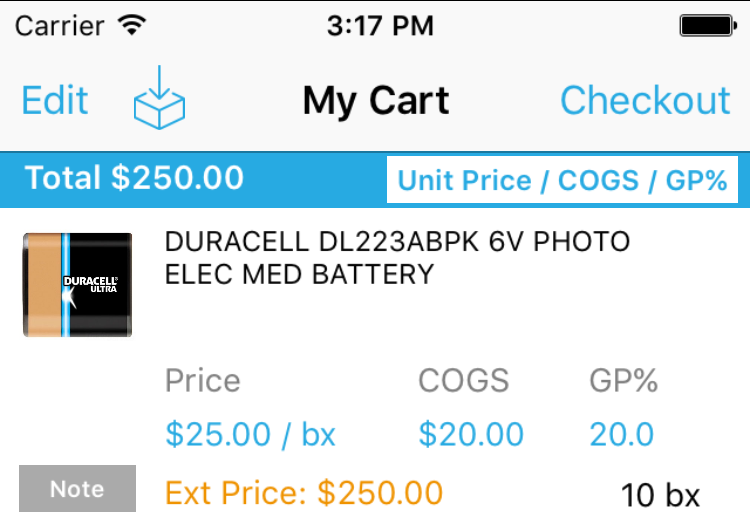 Carrier 3:17 PM
Edit My Cart Checkout
Total $250.00 Unit Price / COGS / GP%
DURACELL DL223ABPK 6V PHOTO
ELEC MED BATTERY
DURACELL®
ULTRA
Price COGS GP%
$25.00 / bx $20.00 20.0
Note Ext Price: $250.00 10 bx